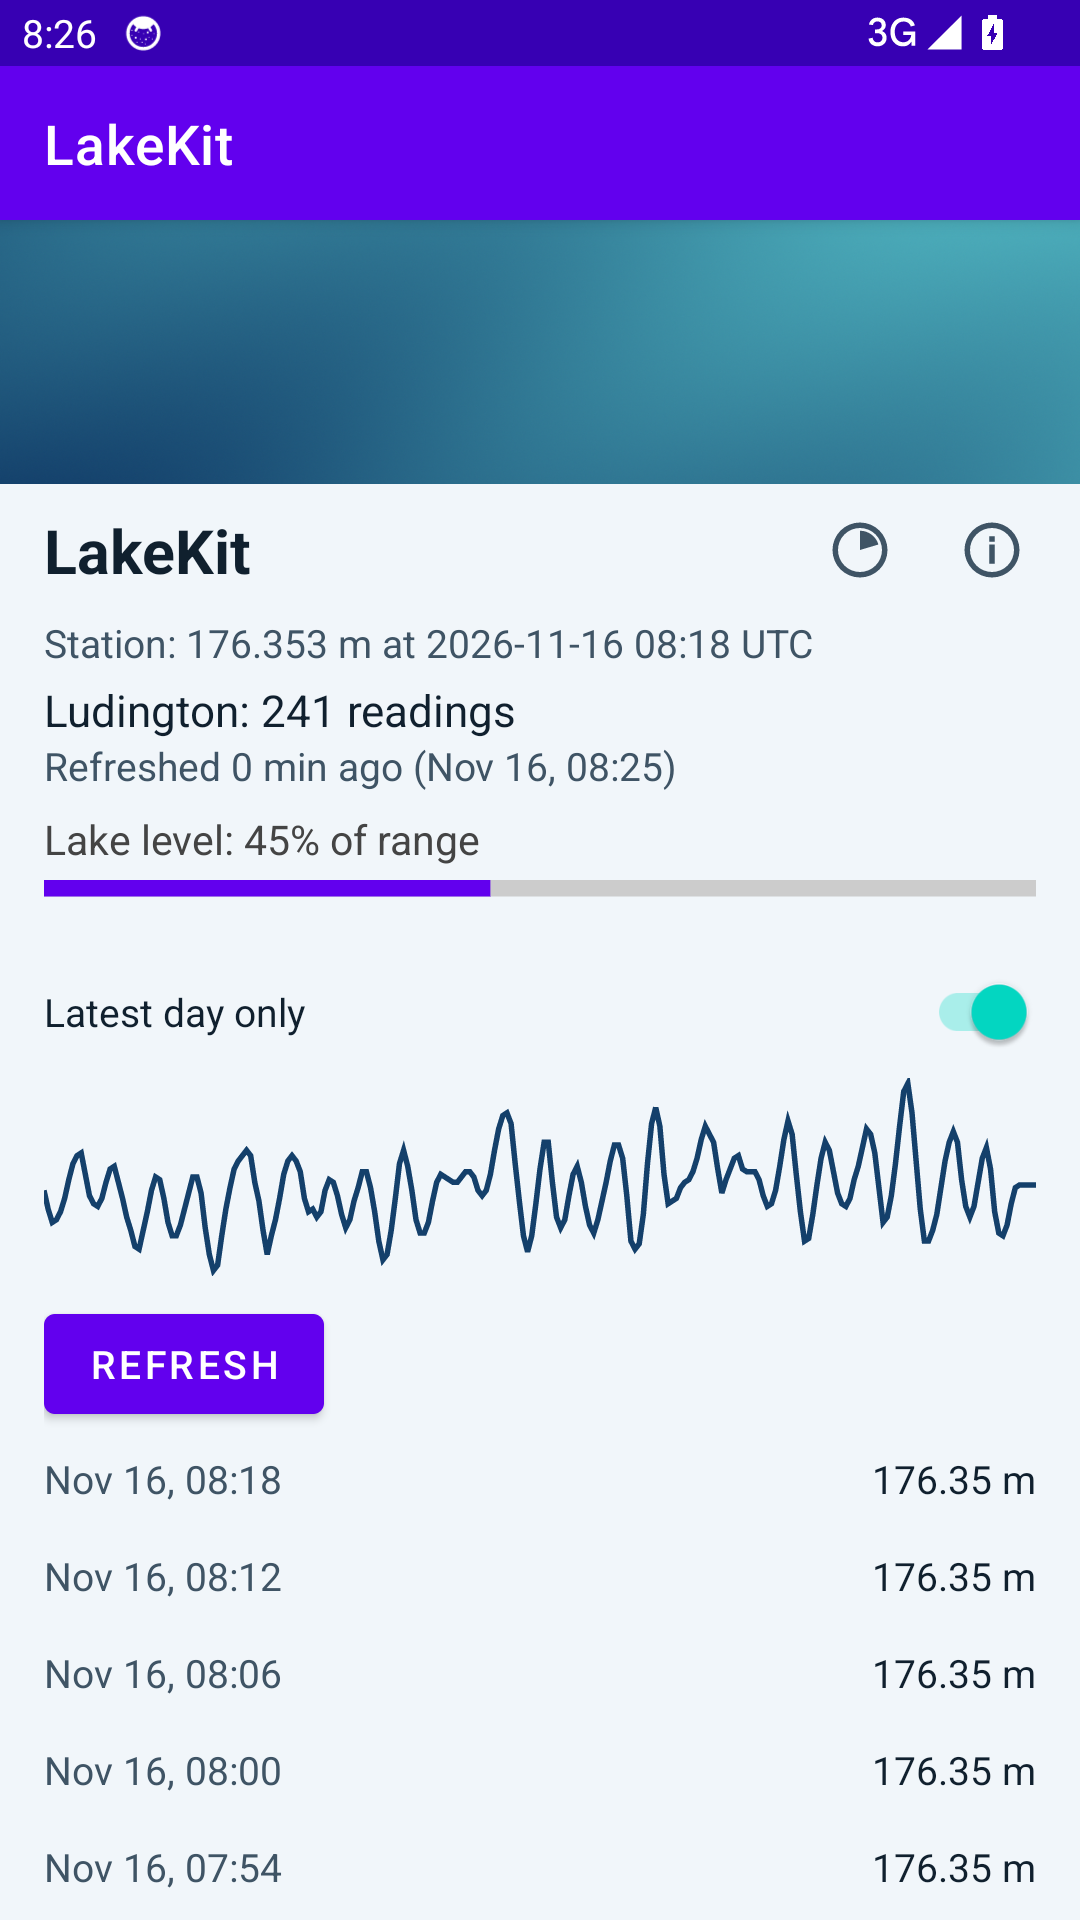 8:26 3G
LakeKit
LakeKit
Station: 176.353 m at 2026-11-16 08:18 UTC
Ludington: 241 readings
Refreshed 0 min ago (Nov 16, 08:25)
Lake level: 45% of range
Latest day only
REFRESH
Nov 16, 08:18 176.35 m
Nov 16, 08:12 176.35 m
Nov 16, 08:06 176.35 m
Nov 16, 08:00 176.35 m
Nov 16, 07:54 176.35 m